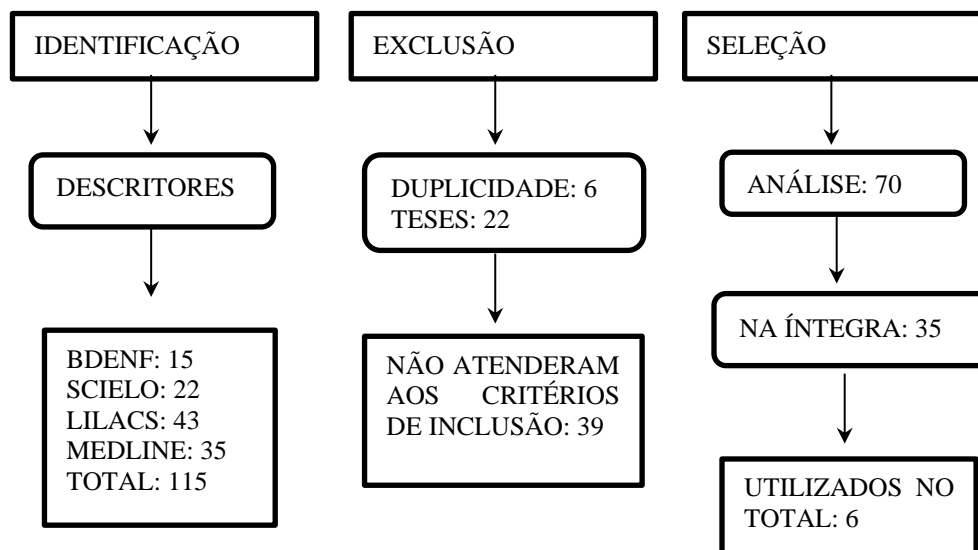 IDENTIFICAÇÃO
DESCRITORES
BDENF: 15
SCIELO: 22
LILACS: 43
MEDLINE: 35
TOTAL: 115
EXCLUSÃO
DUPLICIDADE: 6
TESES: 22
NÃO ATENDERAM
AOS CRITÉRIOS
DE INCLUSÃO: 39
SELEÇÃO
ANÁLISE: 70
NA ÍNTEGRA: 35
UTILIZADOS NO
TOTAL: 6